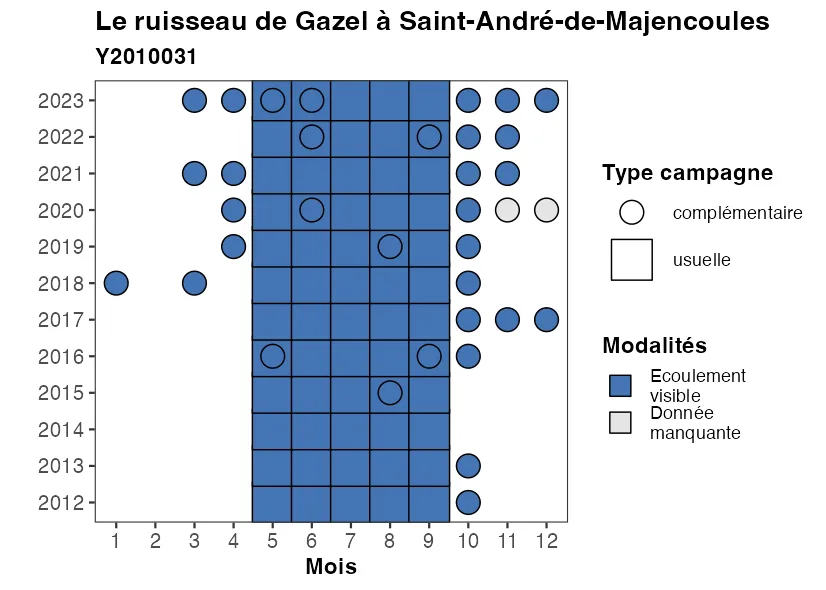 Le ruisseau de Gazel à Saint-André-de-Majencoules
Y2010031
2023
2022
2021
2020
2019
2018
2017
2016
2015
2014
2013
2012
1 2 3 4 5 6 7 8 9 10 11 12
Mois
Type campagne
complémentaire
usuelle
Modalités
Ecoulement
visible
Donnée
manquante